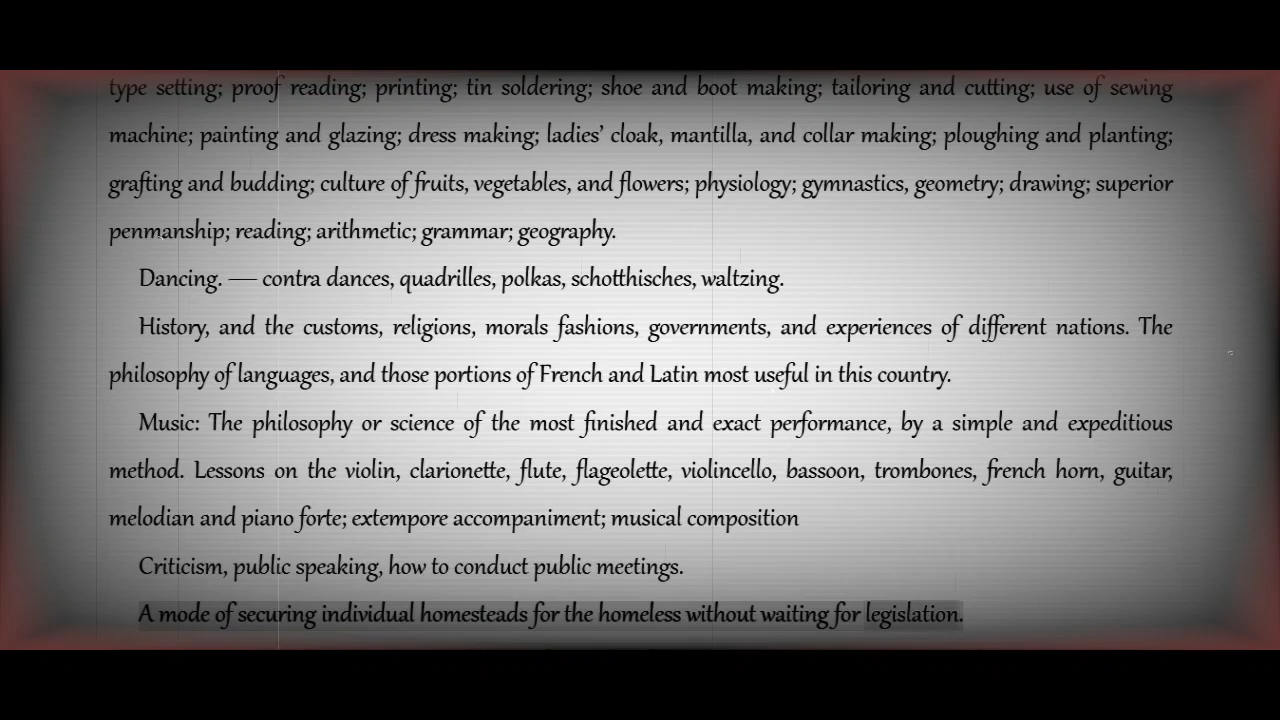 type setting; proof reading; printing; tin soldering; shoe and boot making; tailoring and cutting; use of sewing
machine; painting and glazing; dress making; ladies' cloak, mantilla, and collar making; ploughing and planting;
grafting and budding; culture of fruits, vegetables, and flowers; physiology; gymnastics, geometry; drawing; superior
penmanship; reading; arithmetic; grammar; geography.
Dancing. — contra dances, quadrilles, polkas, schotthisches, waltzing.
History, and the customs, religions, morals fashions, governments, and experiences of different nations. The
philosophy of languages, and those portions of French and Latin most useful in this country.
Music: The philosophy or science of the most finished and exact performance, by a simple and expeditious
method. Lessons on the violin, clarionette, flute, flageolette, violincello, bassoon, trombones, french horn, guitar,
melodian and piano forte; extempore accompaniment; musical composition
Criticism, public speaking, how to conduct public meetings.
A mode of securing individual homesteads for the homeless without waiting for legislation.